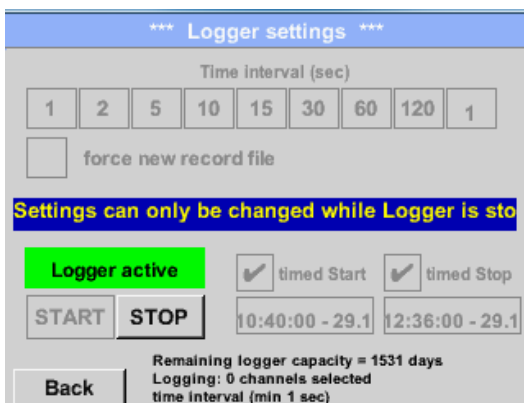 *** Logger settings ***
Time interval (sec)
1 2 5 10 15 30 60 120 1
force new record file
Settings can only be changed while Logger is sto
Logger active
timed Start
timed Stop
START STOP
10:40:00 - 29.1
12:36:00 - 29.1
Remaining logger capacity = 1531 days
Logging: 0 channels selected
time interval (min 1 sec)
Back